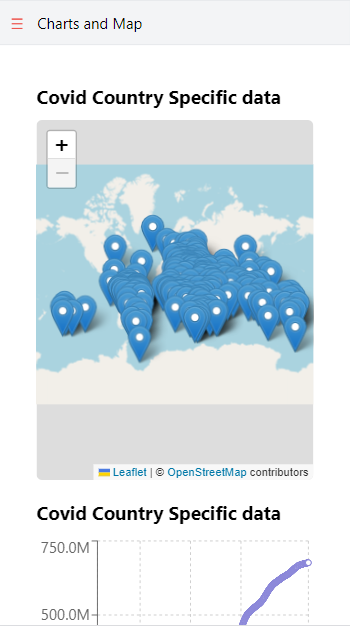 Charts and Map
Covid Country Specific data
+
−
Leaflet | © OpenStreetMap contributors
Covid Country Specific data
750.0M
500.0M